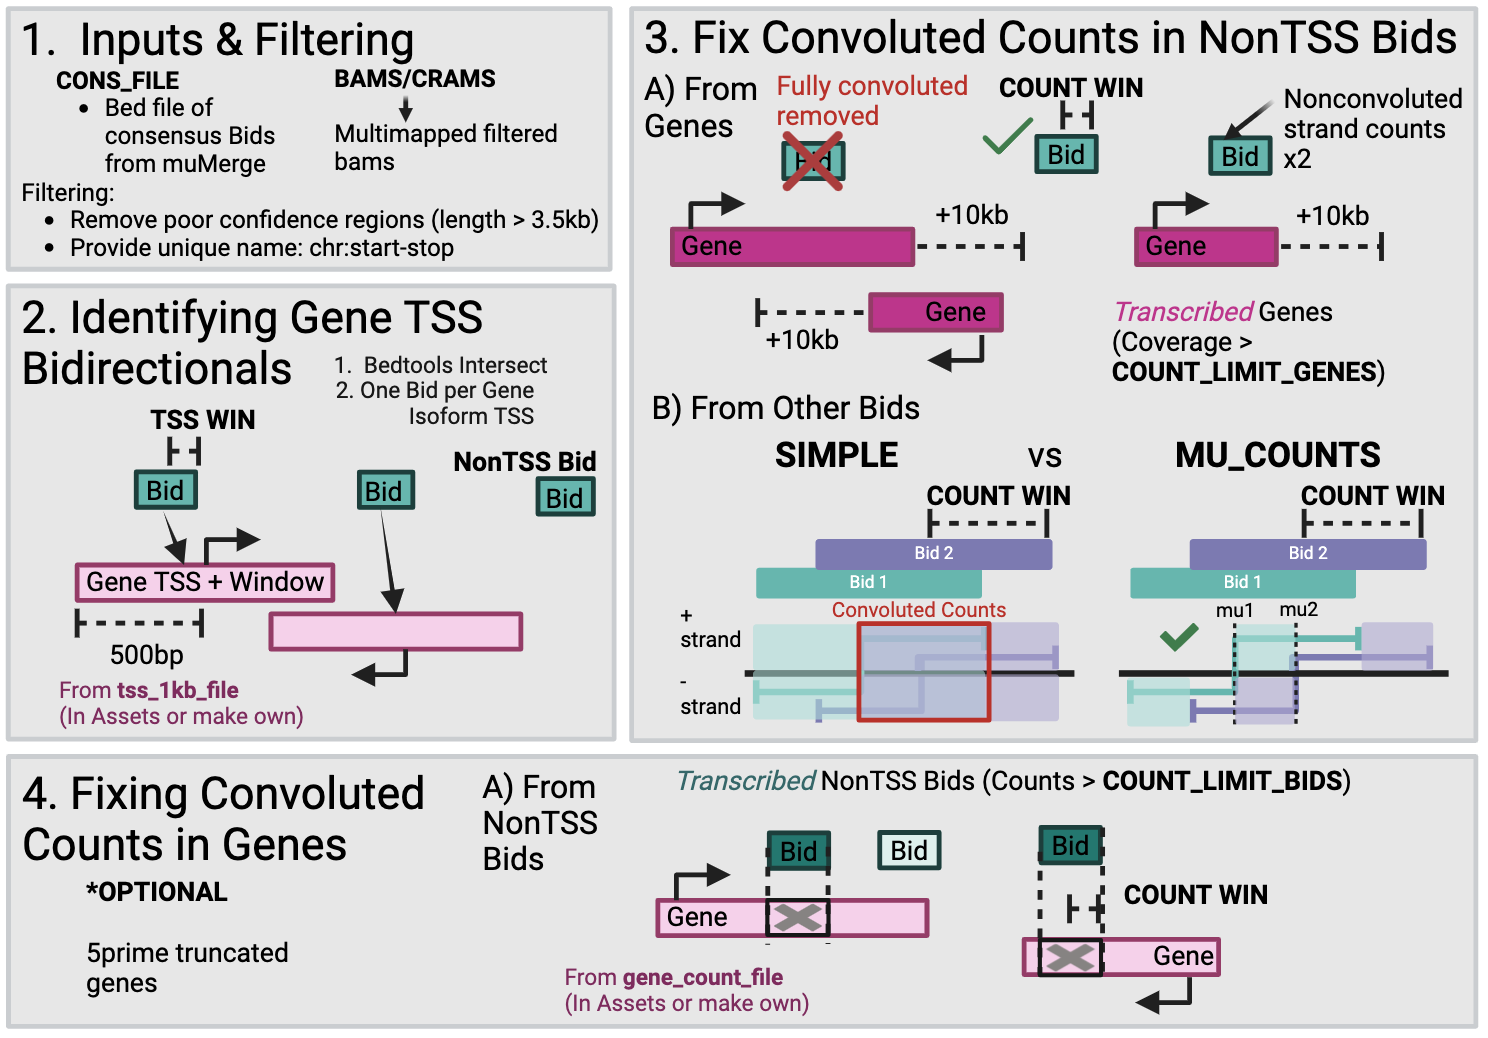 1. Inputs & Filtering
CONS_FILE
• Bed file of
consensus Bids
from muMerge
BAMS/CRAMS
Multimapped filtered
bams
Filtering:
• Remove poor confidence regions (length > 3.5kb)
• Provide unique name: chr:start-stop
2. Identifying Gene TSS
Bidirectionals
1. Bedtools Intersect
2. One Bid per Gene
Isoform TSS
TSS WIN
Bid
Bid
NonTSS Bid
Bid
Gene TSS + Window
500bp
From tss_1kb_file
(In Assets or make own)
3. Fix Convoluted Counts in NonTSS Bids
A) From
Genes
Fully convoluted
removed
Bid
COUNT WIN
Bid
Nonconvoluted
strand counts
x2
Bid
Gene
+10kb
Gene
+10kb
Gene
+10kb
Transcribed Genes
(Coverage >
COUNT_LIMIT_GENES)
B) From Other Bids
SIMPLE
vs
MU_COUNTS
COUNT WIN
Bid 2
Bid 1
Convoluted Counts
+
strand
-
strand
COUNT WIN
Bid 2
Bid 1
mu1
mu2
4. Fixing Convoluted
Counts in Genes
*OPTIONAL
5prime truncated
genes
A) From
NonTSS
Bids
Transcribed NonTSS Bids (Counts > COUNT_LIMIT_BIDS)
Bid
Bid
Gene
From gene_count_file
(In Assets or make own)
Bid
COUNT WIN
Gene